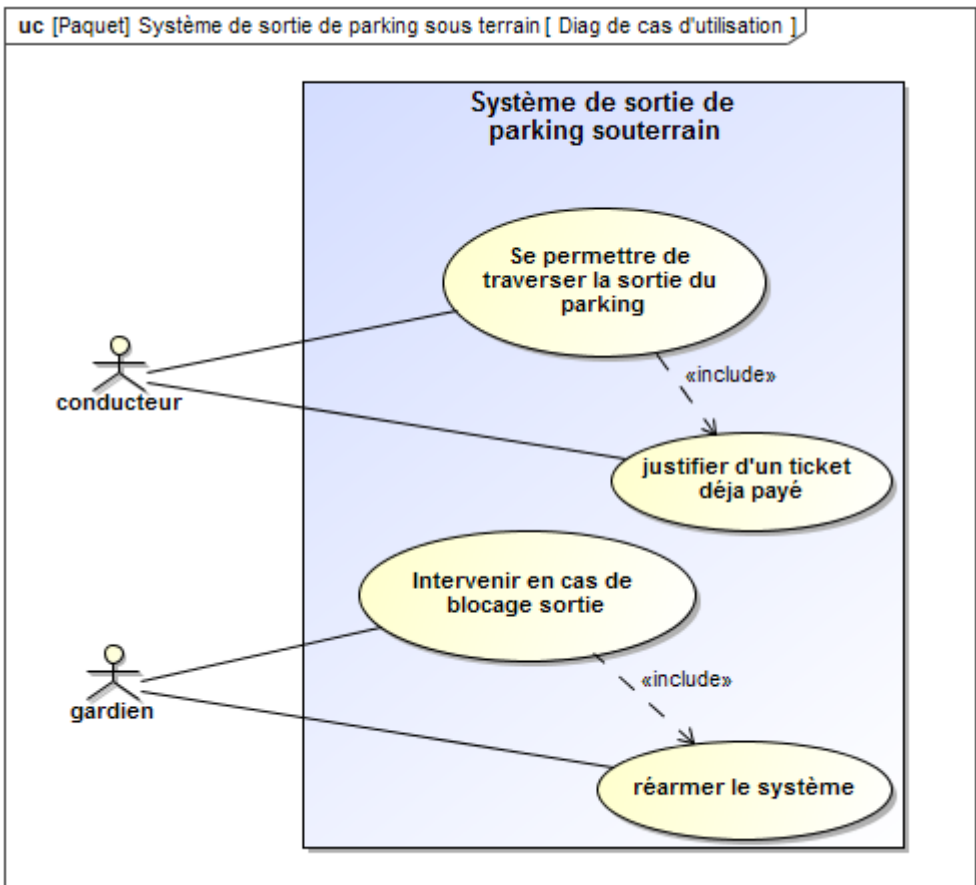 uc [Paquet] Système de sortie de parking sous terrain [ Diag de cas d'utilisation ]
Système de sortie de
parking souterrain
Se permettre de
traverser la sortie du
parking
«include»
conducteur
justifier d'un ticket
déja payé
Intervenir en cas de
blocage sortie
«include»
gardien
réarmer le système